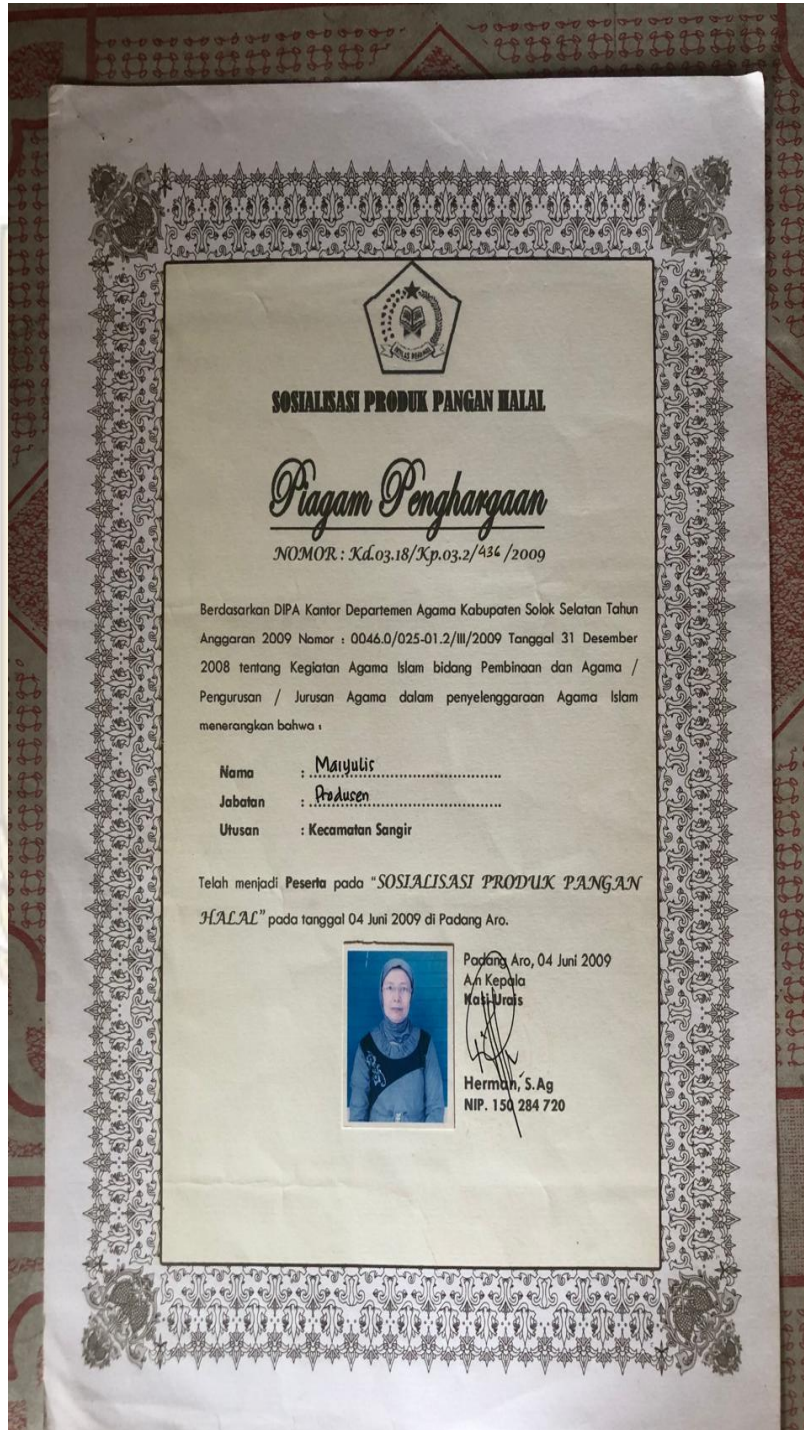 IKHLAS BERAMAL
SOSIALISASI PRODUK PANGAN HALAL
Piagam Penghargaan
NOMOR : Kd.03.18/Kp.03.2/436 /2009
Berdasarkan DIPA Kantor Departemen Agama Kabupaten Solok Selatan Tahun
Anggaran 2009 Nomor : 0046.0/025-01.2/III/2009 Tanggal 31 Desember
2008 tentang Kegiatan Agama Islam bidang Pembinaan dan Agama /
Pengurusan / Jurusan Agama dalam penyelenggaraan Agama Islam
menerangkan bahwa :
Nama : Maiyulis
Jabatan : Produsen
Utusan : Kecamatan Sangir
Telah menjadi Peserta pada "SOSIALISASI PRODUK PANGAN
HALAL" pada tanggal 04 Juni 2009 di Padang Aro.
Padang Aro, 04 Juni 2009
A.n Kepala
Kasi Urais
Herman, S.Ag
NIP. 150 284 720